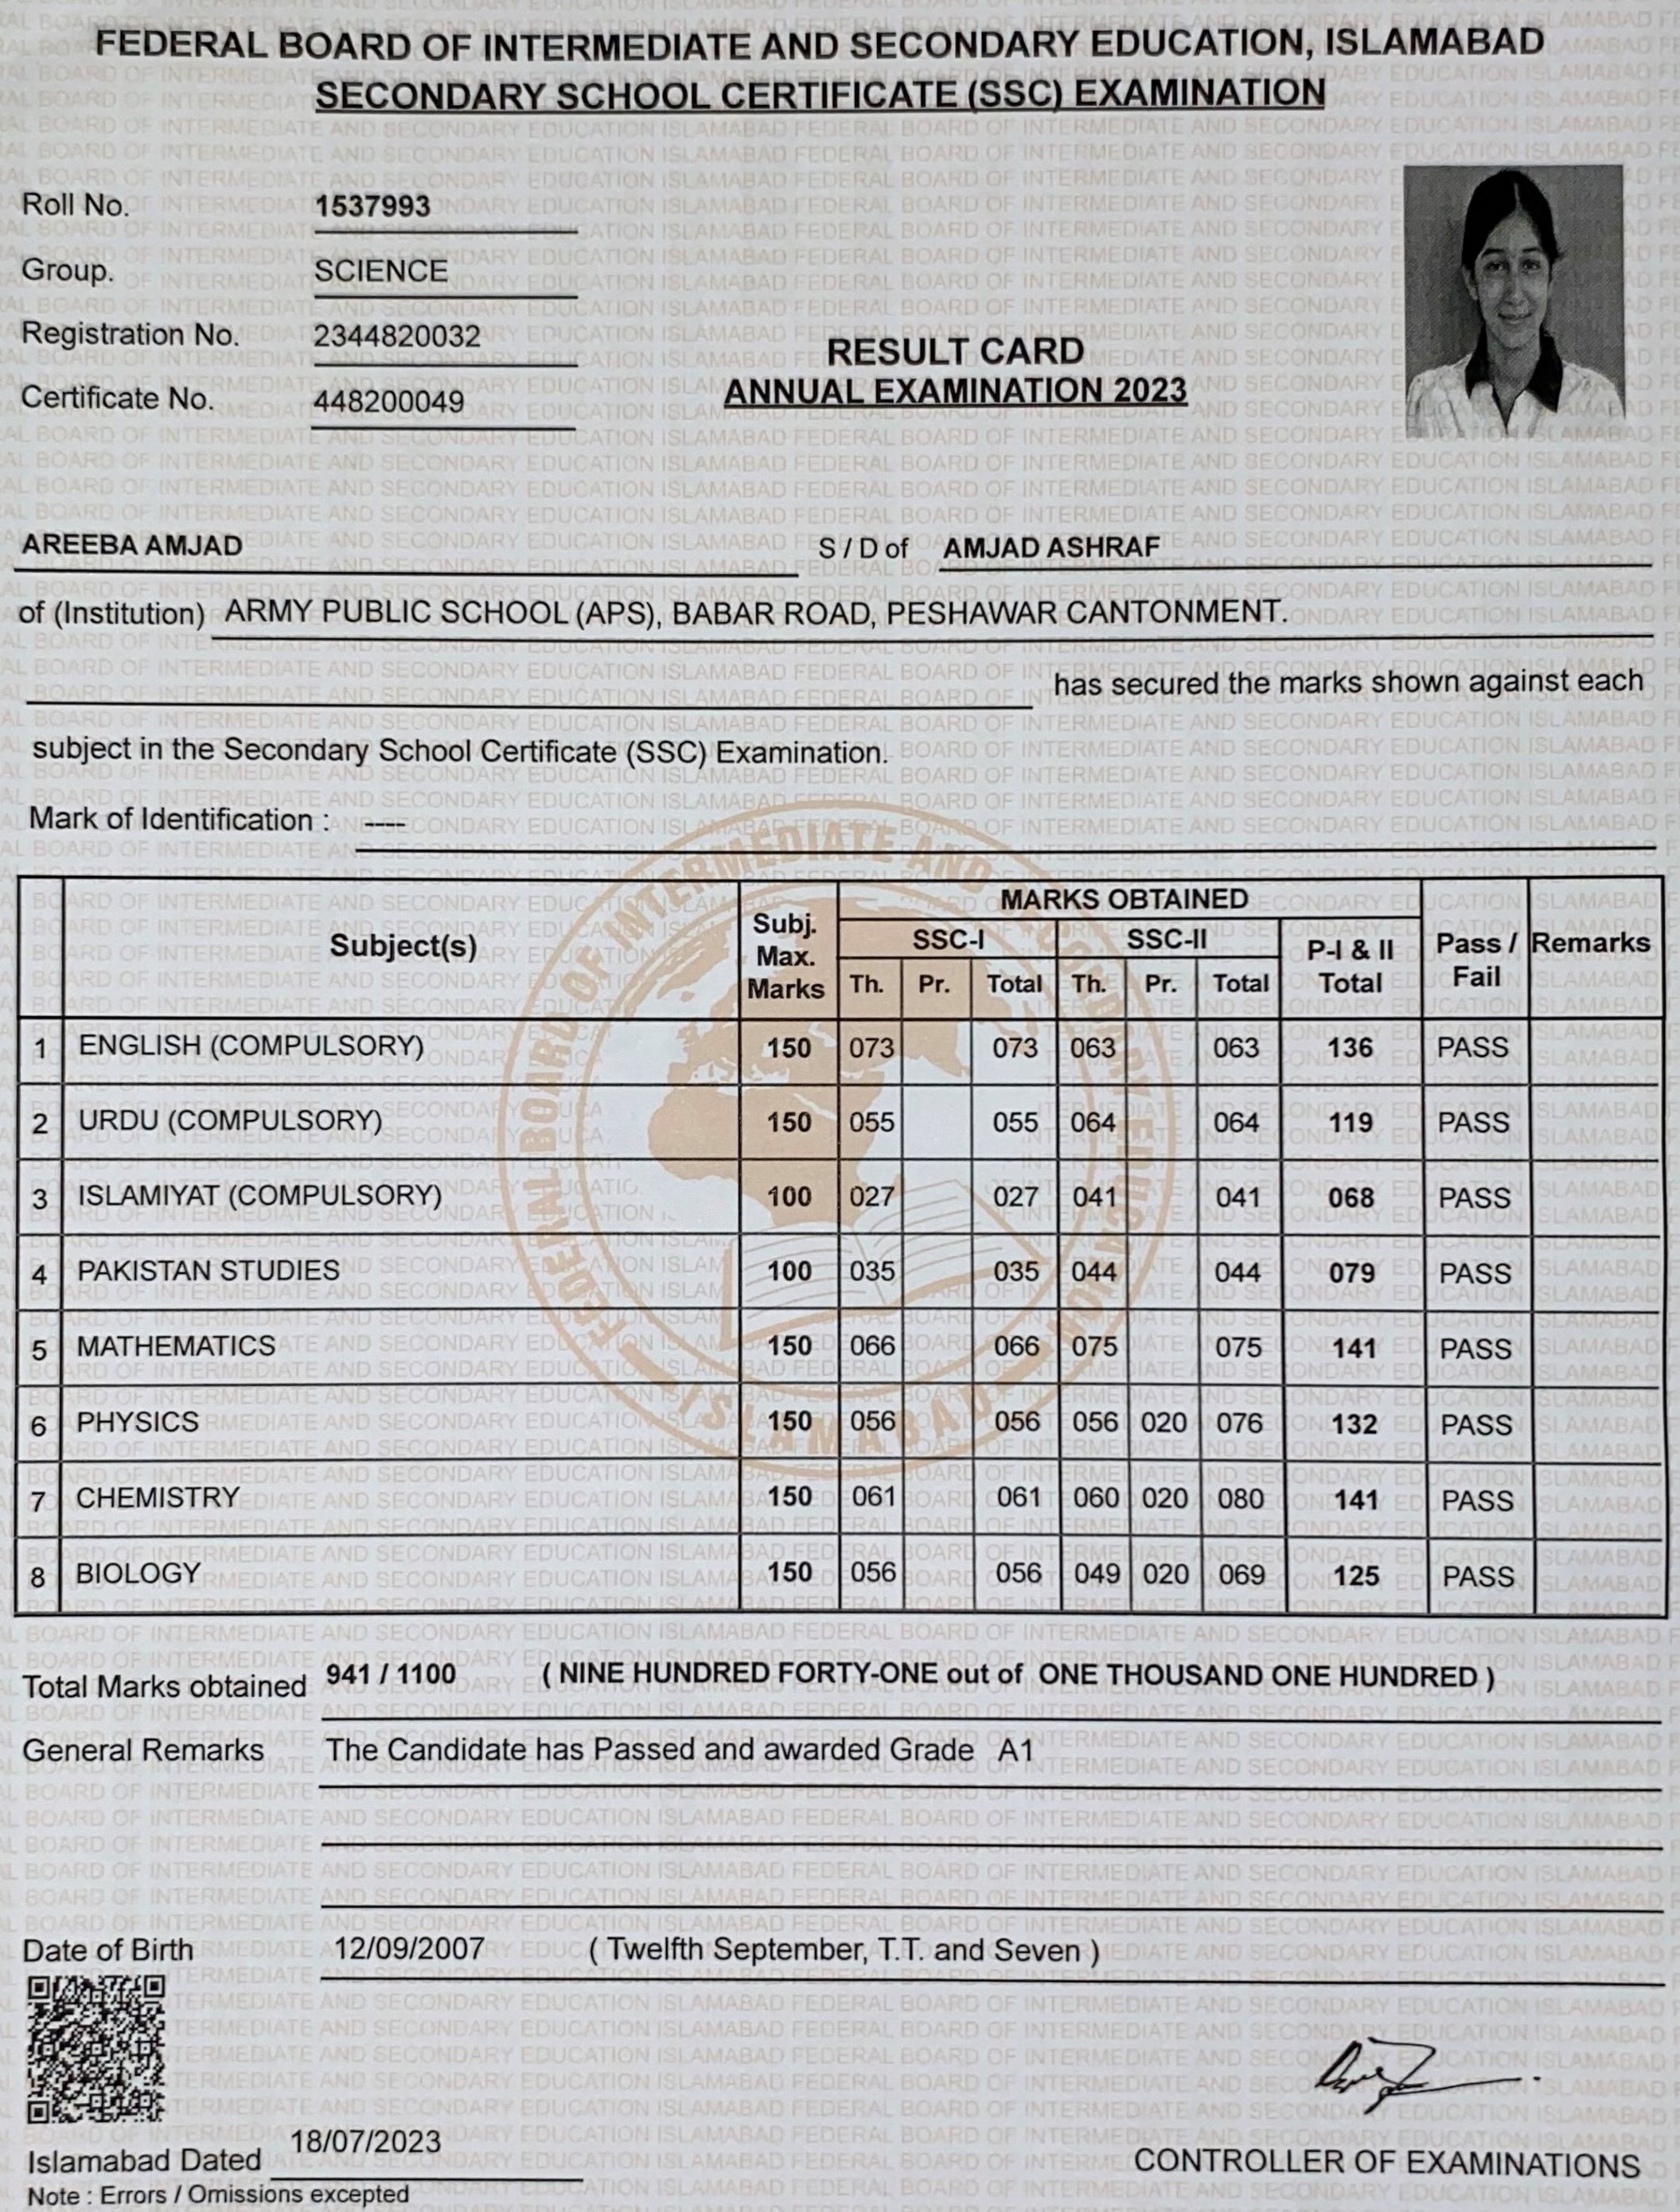 FEDERAL BOARD OF INTERMEDIATE AND SECONDARY EDUCATION, ISLAMABAD
SECONDARY SCHOOL CERTIFICATE (SSC) EXAMINATION
Roll No. 1537993
Group. SCIENCE
Registration No. 2344820032
Certificate No. 448200049
RESULT CARD
ANNUAL EXAMINATION 2023
AREEBA AMJAD S / D of AMJAD ASHRAF
of (Institution) ARMY PUBLIC SCHOOL (APS), BABAR ROAD, PESHAWAR CANTONMENT.
has secured the marks shown against each
subject in the Secondary School Certificate (SSC) Examination.
Mark of Identification : ----
Subject(s) Subj. Max. Marks MARKS OBTAINED Pass / Fail Remarks
SSC-I SSC-II P-I & II Total
Th. Pr. Total Th. Pr. Total
1 ENGLISH (COMPULSORY) 150 073 073 063 063 136 PASS
2 URDU (COMPULSORY) 150 055 055 064 064 119 PASS
3 ISLAMIYAT (COMPULSORY) 100 027 027 041 041 068 PASS
4 PAKISTAN STUDIES 100 035 035 044 044 079 PASS
5 MATHEMATICS 150 066 066 075 075 141 PASS
6 PHYSICS 150 056 056 056 020 076 132 PASS
7 CHEMISTRY 150 061 061 060 020 080 141 PASS
8 BIOLOGY 150 056 056 049 020 069 125 PASS
FEDERAL BOARD OF INTERMEDIATE AND SECONDARY EDUCATION
ISLAMABAD
Total Marks obtained 941 / 1100 ( NINE HUNDRED FORTY-ONE out of ONE THOUSAND ONE HUNDRED )
General Remarks The Candidate has Passed and awarded Grade A1
Date of Birth 12/09/2007 ( Twelfth September, T.T. and Seven )
Islamabad Dated 18/07/2023
CONTROLLER OF EXAMINATIONS
Note : Errors / Omissions excepted